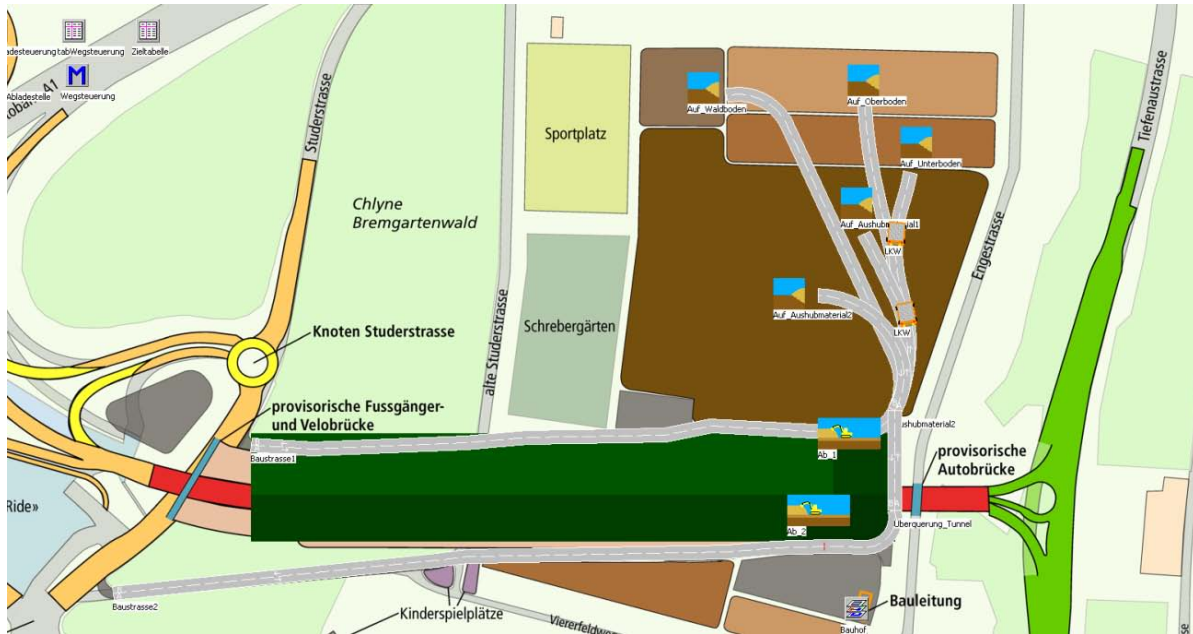 adesteuerung
tabWegsteuerung
Zieltabelle
Abladestelle
M
Wegsteuerung
Studerstrasse
Tiefenaustrasse
Auf_Waldboden
Auf_Oberboden
Sportplatz
Auf_Unterboden
Chlyne
Bremgartenwald
Auf_Aushubmaterial1
LKW
Engestrasse
Auf_Aushubmaterial2
Schrebergärten
LKW
Knoten Studerstrasse
alte Studerstrasse
provisorische Fussgänger-
und Velobrücke
ushubmaterial2
Baustrasse1
Ab_1
provisorische
Autobrücke
Ride»
Ab_2
Überquerung_Tunnel
Baustrasse2
Kinderspielplätze
Viererfeldwe
Bauleitung
Bauhof